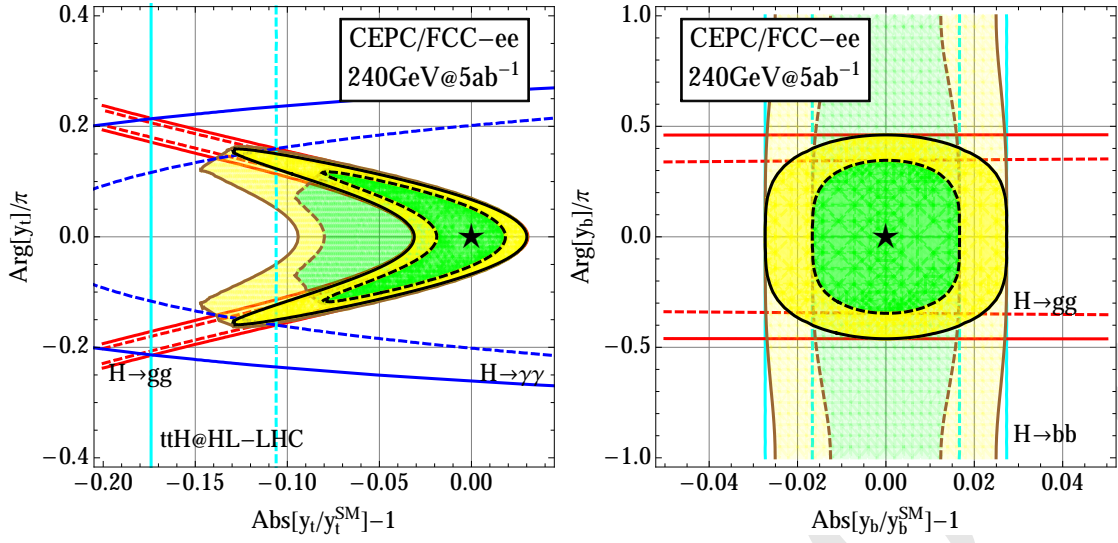 CEPC/FCC−ee
240GeV@5ab⁻¹
0.4
0.2
0.0
−0.2
−0.4
Arg[yₜ]/π
H→gg
H→γγ
ttH@HL−LHC
−0.20
−0.15
−0.10
−0.05
0.00
Abs[yₜ/yₜ^SM]−1
CEPC/FCC−ee
240GeV@5ab⁻¹
1.0
0.5
0.0
−0.5
−1.0
Arg[y_b]/π
H→gg
H→bb
−0.04
−0.02
0.00
0.02
0.04
Abs[y_b/y_b^SM]−1